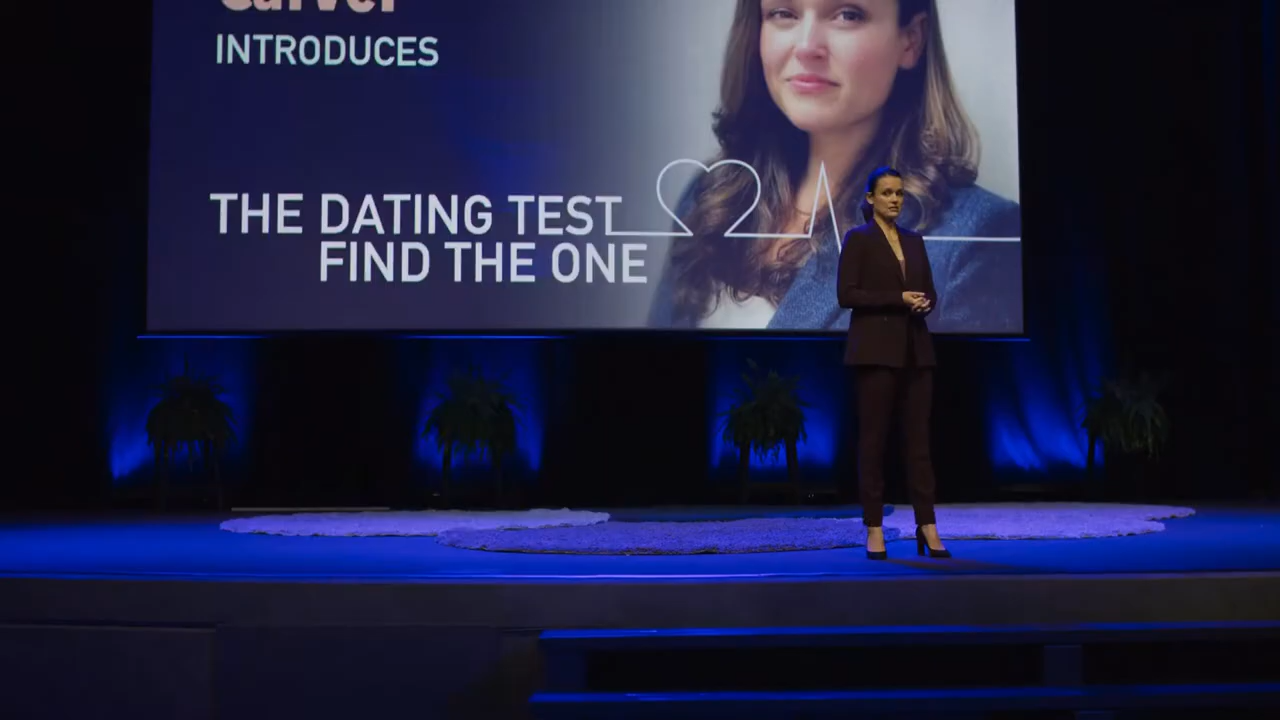 INTRODUCES
THE DATING TEST
FIND THE ONE